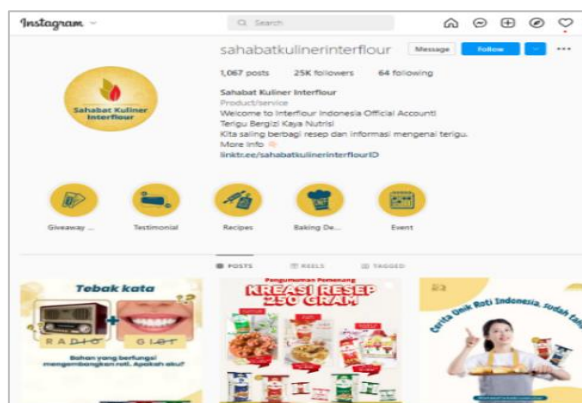 Instagram
Search
sahabatkulinerinterflour Message Follow
1,067 posts 25K followers 64 following
Sahabat Kuliner Interflour
Product/service
Welcome to Interflour Indonesia Official Account!
Terigu Bergizi Kaya Nutrisi
Kita saling berbagi resep dan informasi mengenai terigu.
More Info
linktr.ee/sahabatkulinerinterflourID
Sahabat Kuliner
Interflour
Giveaway ... Testimonial Recipes Baking De... Event
POSTS REELS TAGGED
Tebak kata
RADIO GIGI
Bahan yang berfungsi
mengembangkan roti. Apakah aku?
Pengumuman Pemenang
KREASI RESEP
250 GRAM
Cerita Unik Roti Indonesia, sudah